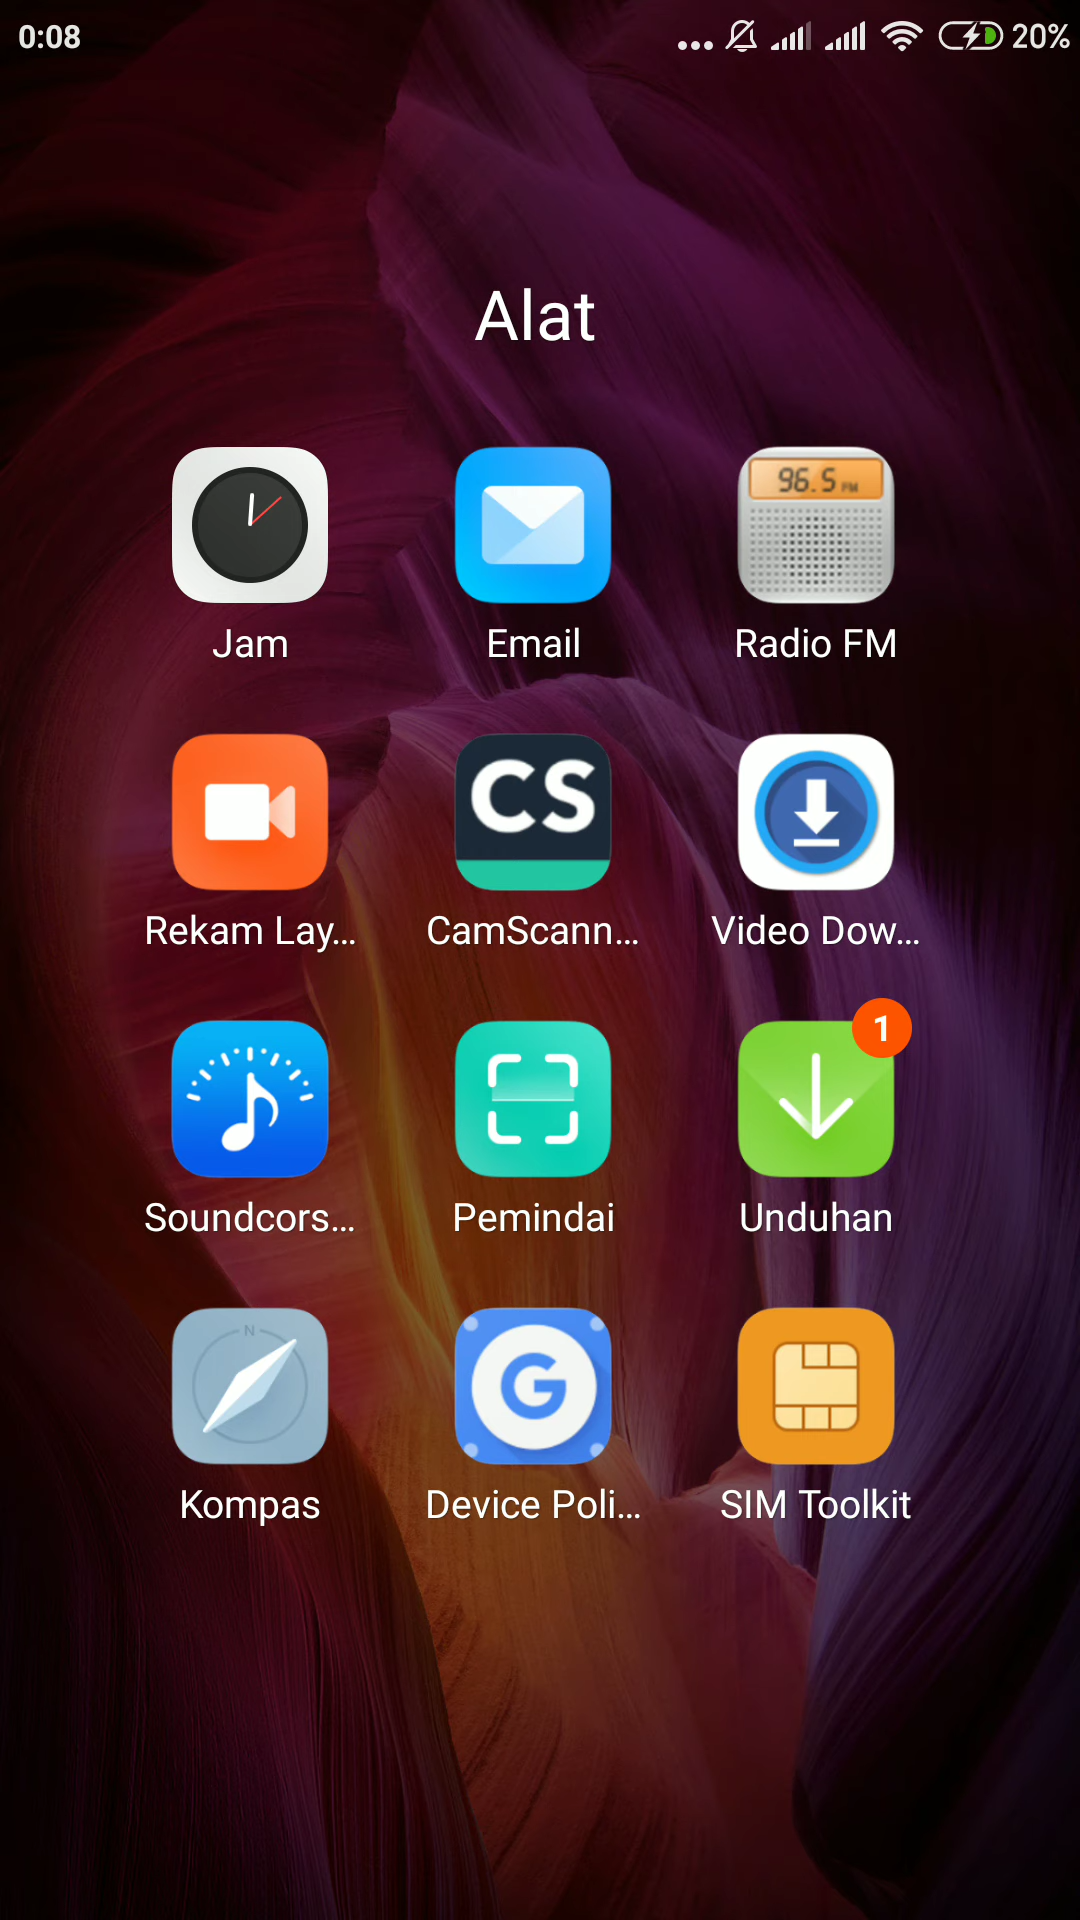 0:08 ... 20%
Alat
96.5 FM
Jam Email Radio FM
CS
Rekam Lay... CamScann... Video Dow...
1
Soundcors... Pemindai Unduhan
N G
Kompas Device Poli... SIM Toolkit